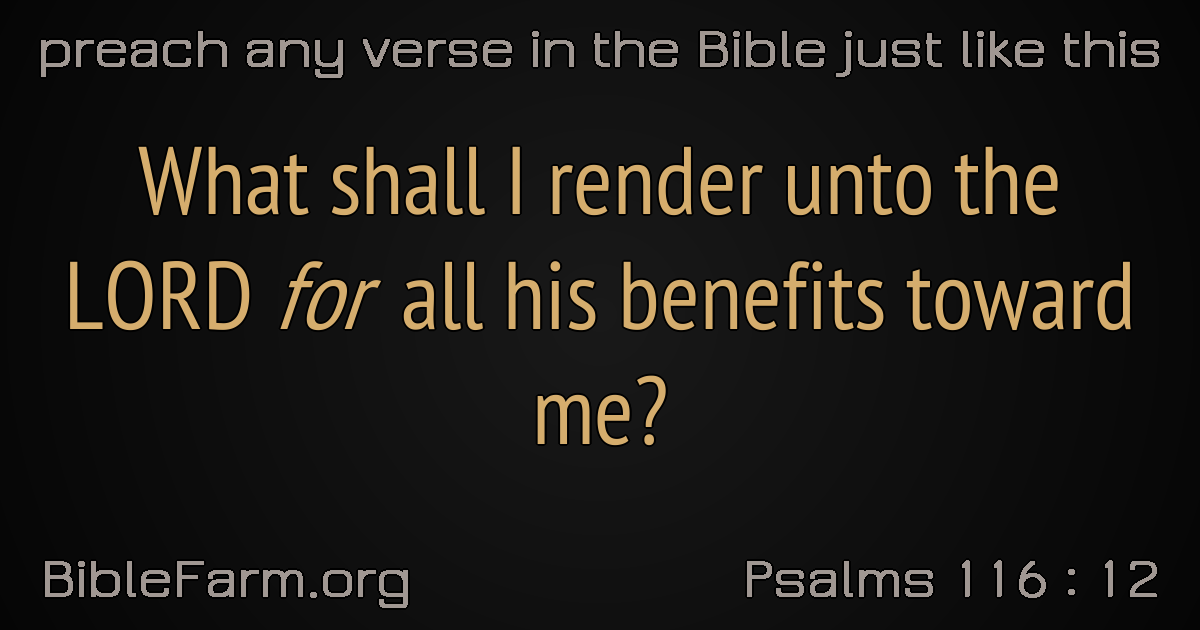 preach any verse in the Bible just like this
What shall I render unto the
LORD for all his benefits toward
me?
BibleFarm.org
Psalms 116 : 12